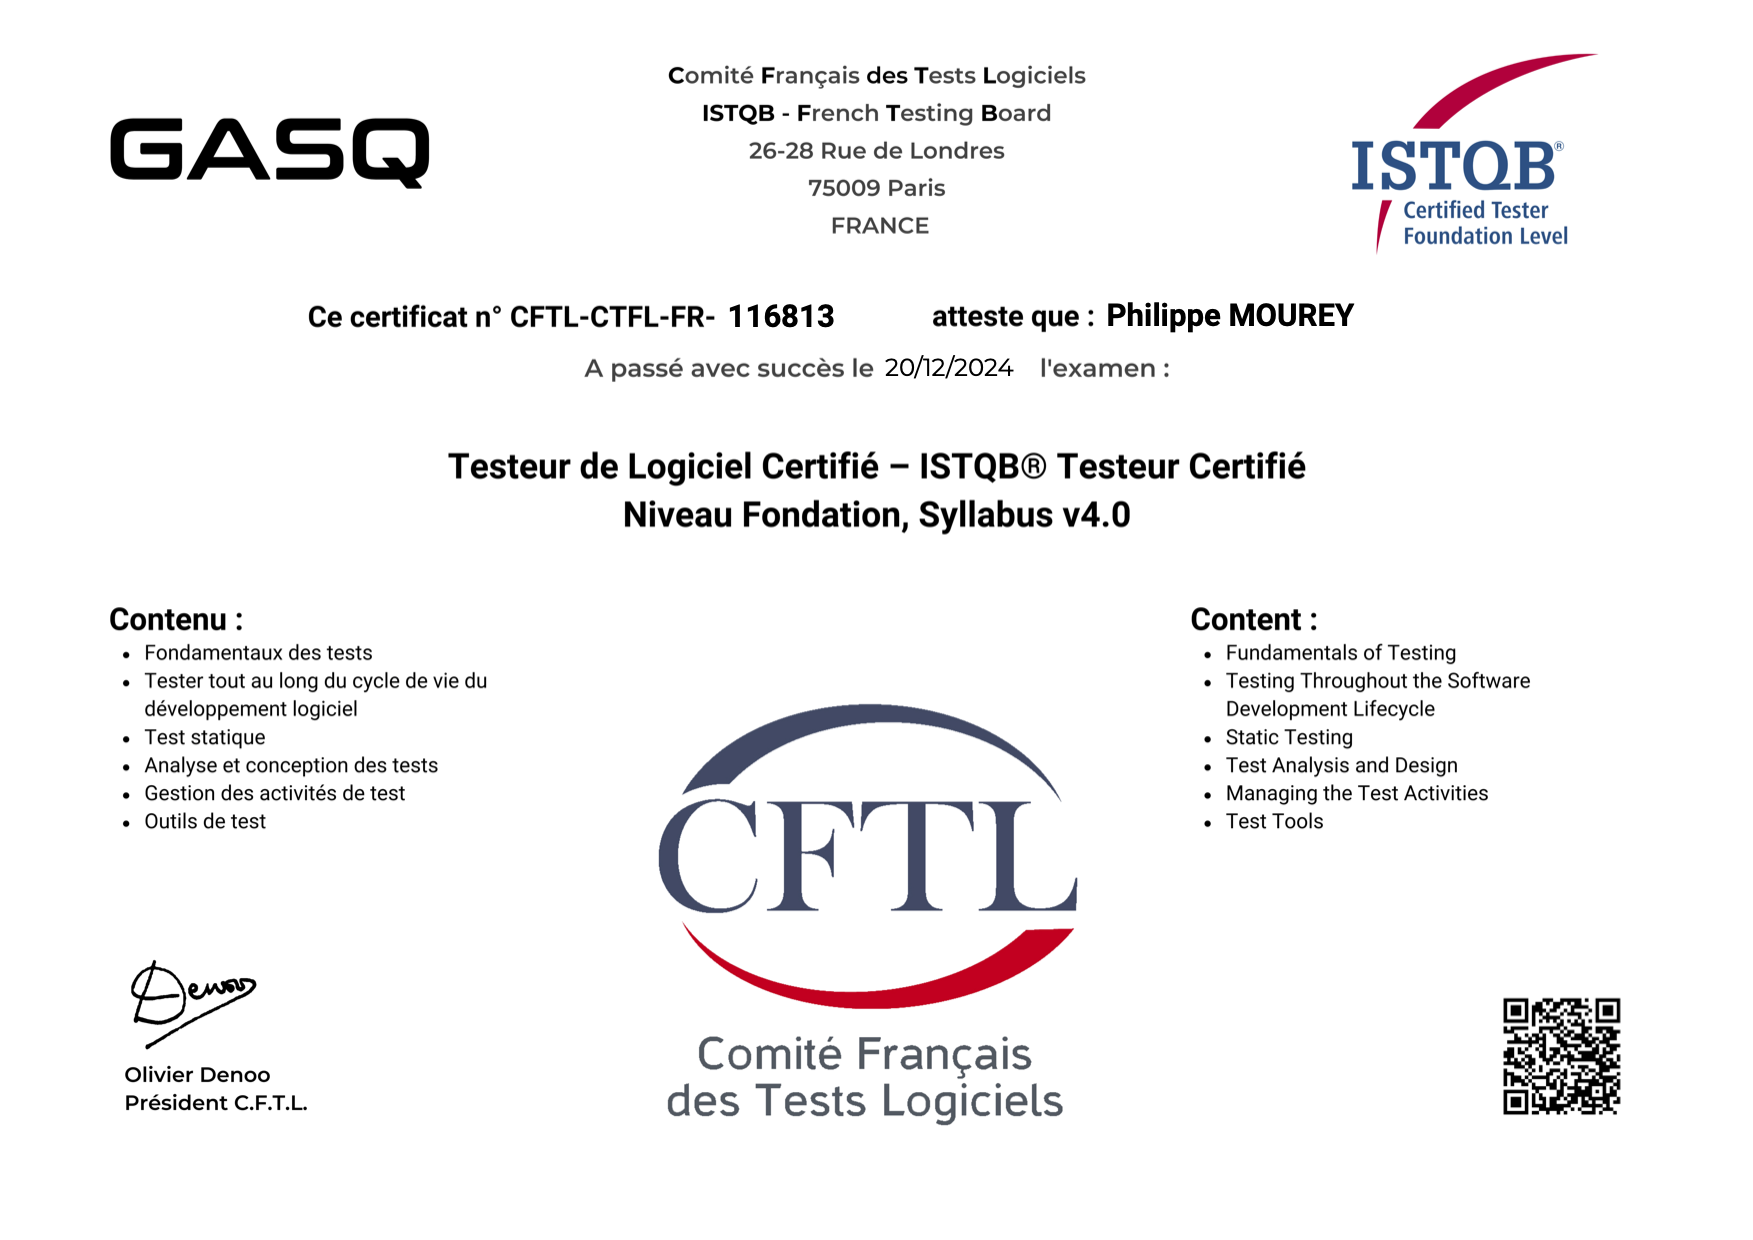 GASQ
Comité Français des Tests Logiciels
ISTQB - French Testing Board
26-28 Rue de Londres
75009 Paris
FRANCE
ISTQB®
Certified Tester
Foundation Level
Ce certificat n° CFTL-CTFL-FR- 116813 atteste que : Philippe MOUREY
A passé avec succès le 20/12/2024 l'examen :
Testeur de Logiciel Certifié – ISTQB® Testeur Certifié
Niveau Fondation, Syllabus v4.0
Contenu :
• Fondamentaux des tests
• Tester tout au long du cycle de vie du
développement logiciel
• Test statique
• Analyse et conception des tests
• Gestion des activités de test
• Outils de test
Content :
• Fundamentals of Testing
• Testing Throughout the Software
Development Lifecycle
• Static Testing
• Test Analysis and Design
• Managing the Test Activities
• Test Tools
CFTL
Comité Français
des Tests Logiciels
Denoo
Olivier Denoo
Président C.F.T.L.